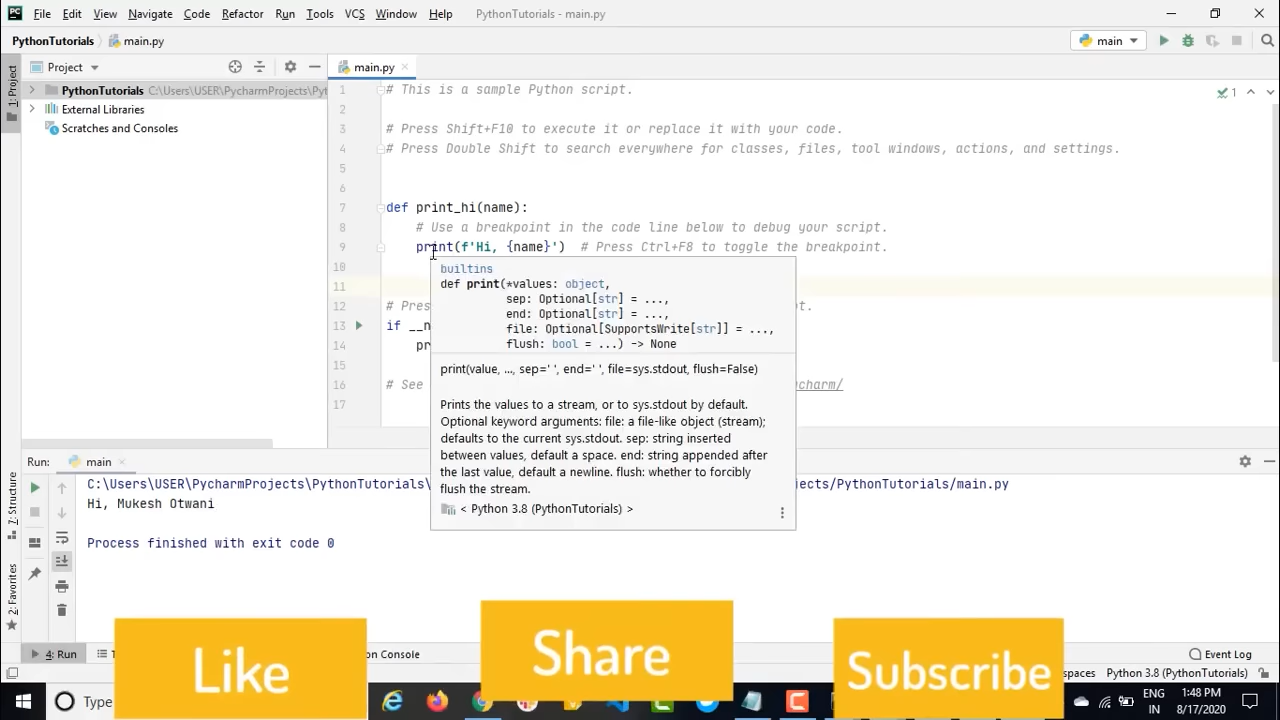 PC File Edit View Navigate Code Refactor Run Tools VCS Window Help PythonTutorials - main.py
PythonTutorials main.py main
1: Project Project main.py
PythonTutorials C:\Users\USER\PycharmProjects\Pyt
External Libraries
Scratches and Consoles
1 # This is a sample Python script.
1
2
3 # Press Shift+F10 to execute it or replace it with your code.
4 # Press Double Shift to search everywhere for classes, files, tool windows, actions, and settings.
5
6
7 def print_hi(name):
8 # Use a breakpoint in the code line below to debug your script.
9 print(f'Hi, {name}') # Press Ctrl+F8 to toggle the breakpoint.
10
11
12 # Pres t.
13 if __n
14 pr
15
16 # See ycharm/
17
builtins
def print(*values: object,
sep: Optional[str] = ...,
end: Optional[str] = ...,
file: Optional[SupportsWrite[str]] = ...,
flush: bool = ...) -> None
print(value, ..., sep=' ', end=' ', file=sys.stdout, flush=False)
Prints the values to a stream, or to sys.stdout by default.
Optional keyword arguments: file: a file-like object (stream);
defaults to the current sys.stdout. sep: string inserted
between values, default a space. end: string appended after
the last value, default a newline. flush: whether to forcibly
flush the stream.
< Python 3.8 (PythonTutorials) >
Run: main
C:\Users\USER\PycharmProjects\PythonTutorials\ jects/PythonTutorials/main.py
Hi, Mukesh Otwani
Process finished with exit code 0
7: Structure
2: Favorites
4: Run on Console Event Log
spaces Python 3.8 (PythonTutorials)
Like
Share
Subscribe
Type
ENG 1:48 PM
IN 8/17/2020